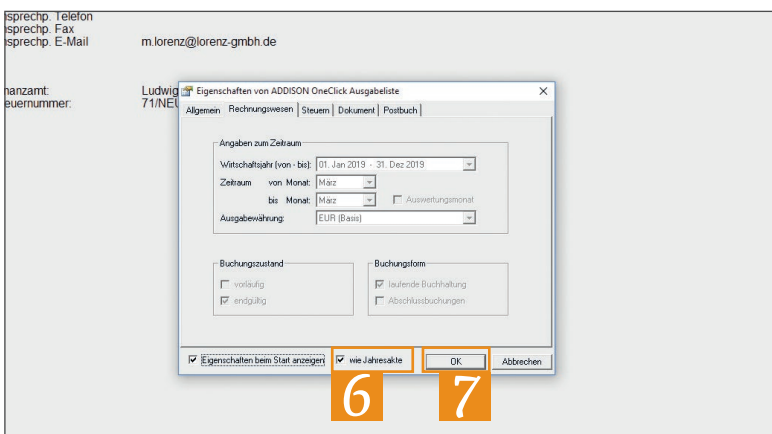 nsprechp. Telefon
nsprechp. Fax
nsprechp. E-Mail m.lorenz@lorenz-gmbh.de
nanzamt: Ludwig
euernummer: 71/NEU
Eigenschaften von ADDISON OneClick Ausgabeliste
Allgemein Rechnungswesen Steuern Dokument Postbuch
Angaben zum Zeitraum
Wirtschaftsjahr (von - bis): 01. Jan 2019 - 31. Dez 2019
Zeitraum von Monat: März
bis Monat: März Auswertungsmonat
Ausgabewährung: EUR (Basis)
Buchungszustand Buchungsform
vorläufig laufende Buchhaltung
endgültig Abschlussbuchungen
Eigenschaften beim Start anzeigen wie Jahresakte OK Abbrechen
6 7